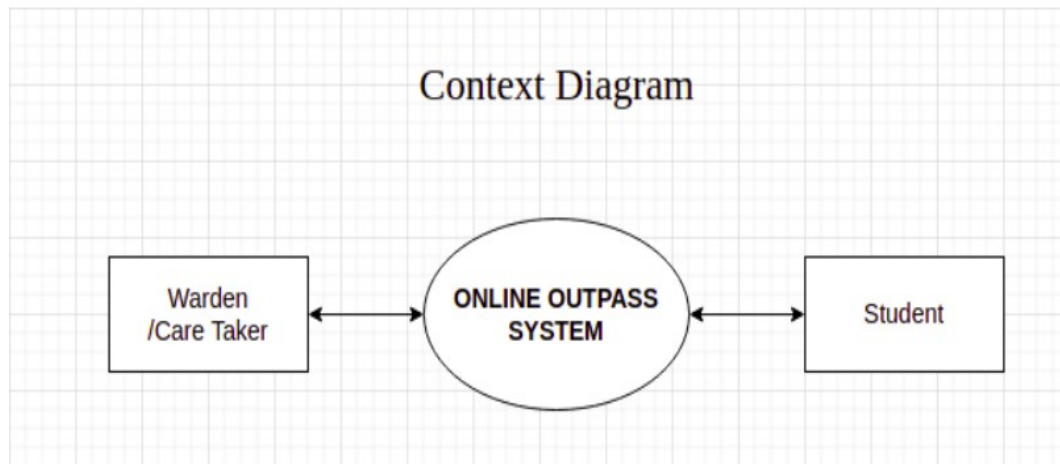 Context Diagram
Warden
/Care Taker
ONLINE OUTPASS
SYSTEM
Student